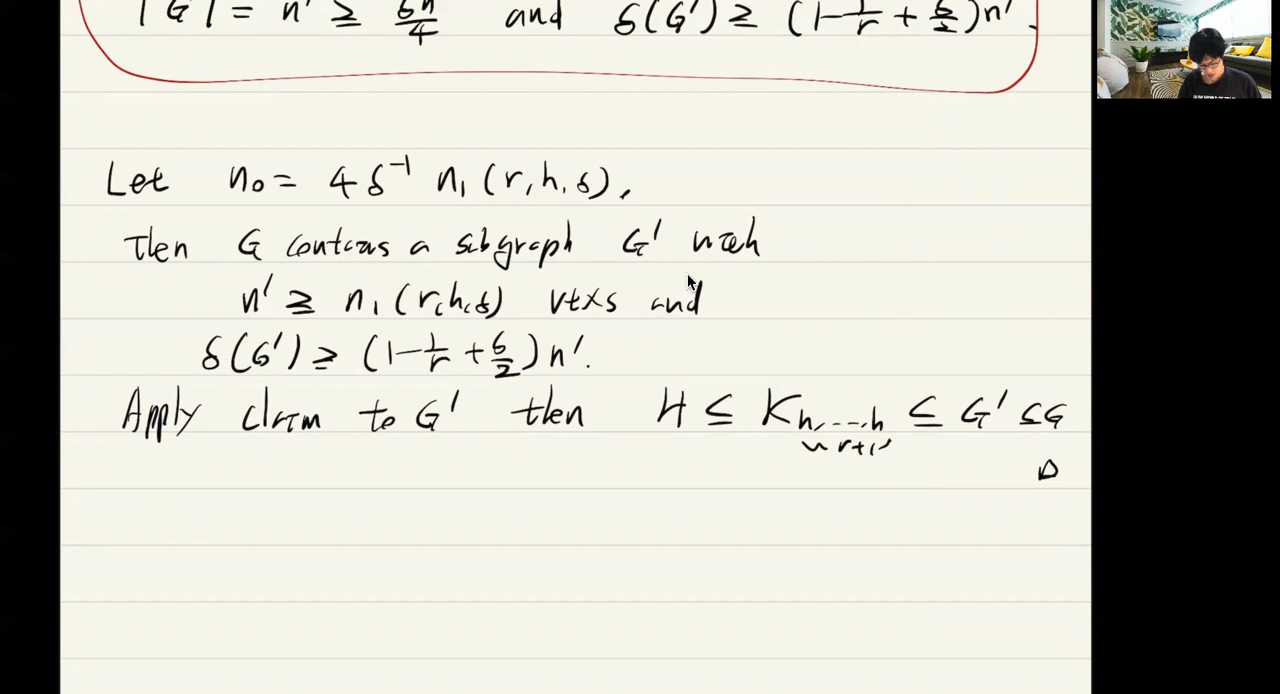 |G'| = n' ≥ δn/4 and δ(G') ≥ (1 - 1/r + δ/2)n'.
Let n₀ = 4δ⁻¹ n₁(r,h,δ),
Then G contains a subgraph G' with
n' ≥ n₁(r,h,δ) vtxs and
δ(G') ≥ (1 - 1/r + δ/2)n'.
Apply claim to G' then H ⊆ K_{h,...,h} ⊆ G' ⊆ G
r+1